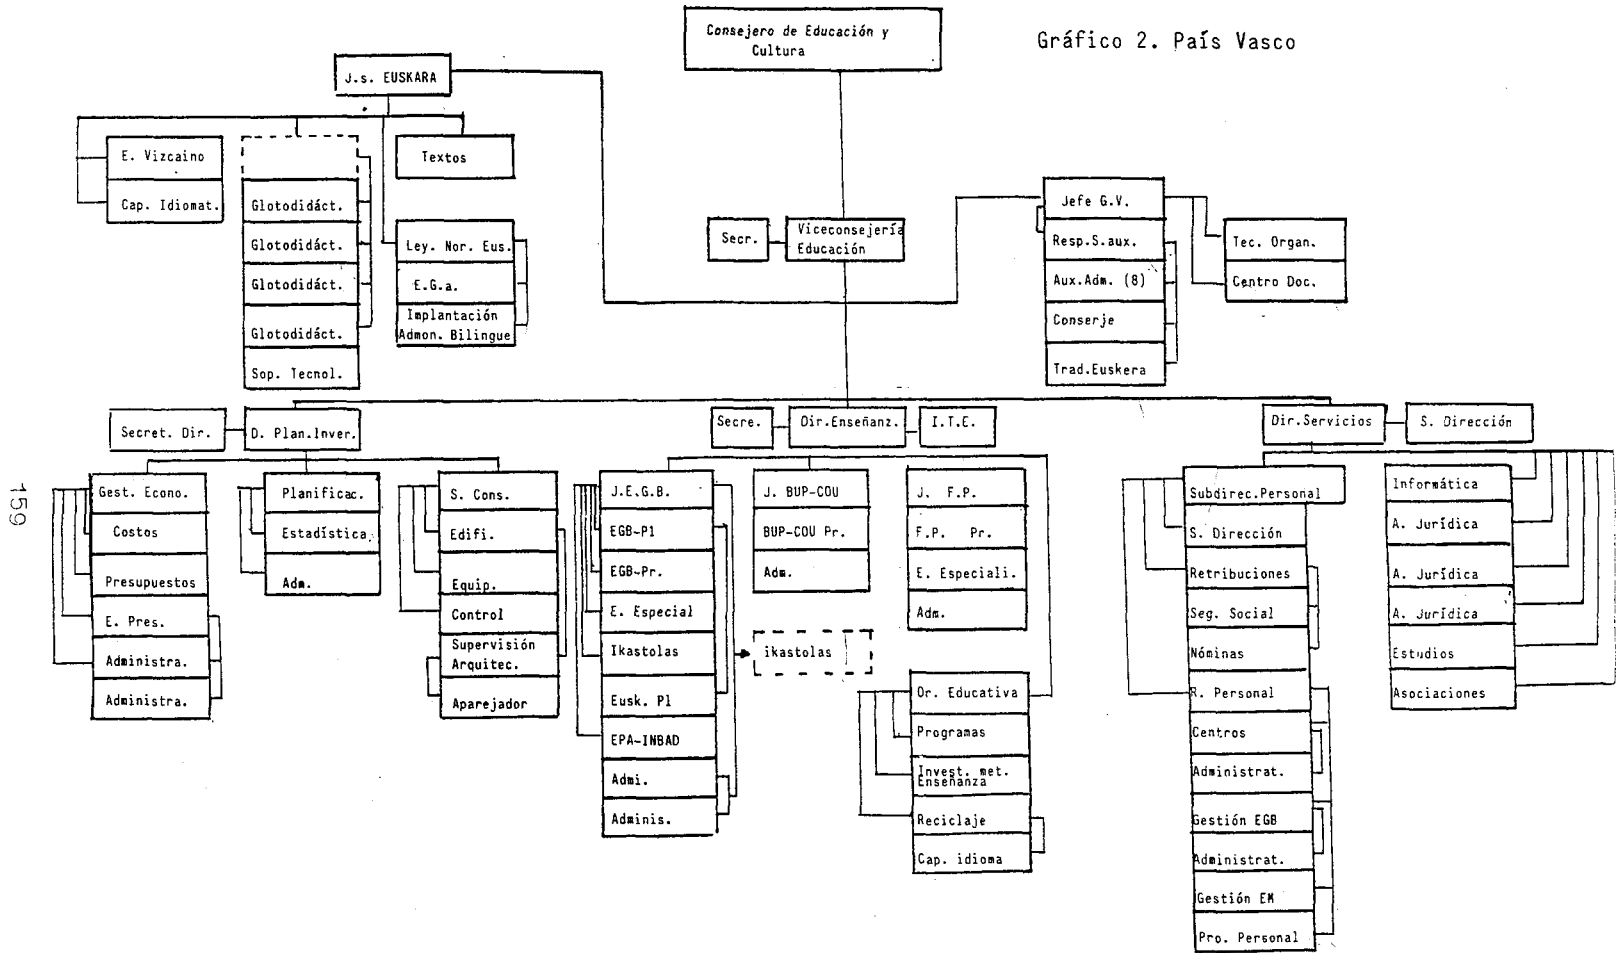 Gráfico 2. País Vasco
Consejero de Educación y
Cultura
J.s. EUSKARA
E. Vizcaino
Cap. Idiomat.
Glotodidáct.
Glotodidáct.
Glotodidáct.
Glotodidáct.
Sop. Tecnol.
Textos
Ley. Nor. Eus.
E.G.a.
Implantación
Admon. Bilingue
Secr.
Viceconsejería
Educación
Jefe G.V.
Resp.S.aux.
Aux.Adm. (8)
Conserje
Trad.Euskera
Tec. Organ.
Centro Doc.
Secret. Dir.
D. Plan.Inver.
Secre.
Dir.Enseñanz.
I.T.E.
Dir.Servicios
S. Dirección
Gest. Econo.
Costos
Presupuestos
E. Pres.
Administra.
Administra.
Planificac.
Estadística
Adm.
S. Cons.
Edifi.
Equip.
Control
Supervisión
Arquitec.
Aparejador
J.E.G.B.
EGB-Pl
EGB-Pr.
E. Especial
Ikastolas
Eusk. Pl
EPA-INBAD
Admi.
Adminis.
J. BUP-COU
BUP-COU Pr.
Adm.
ikastolas
J. F.P.
F.P. Pr.
E. Especiali.
Adm.
Or. Educativa
Programas
Invest. met.
Enseñanza
Reciclaje
Cap. idioma
Subdirec.Personal
S. Dirección
Retribuciones
Seg. Social
Nóminas
R. Personal
Centros
Administrat.
Gestión EGB
Administrat.
Gestión EM
Pro. Personal
Informática
A. Jurídica
A. Jurídica
A. Jurídica
Estudios
Asociaciones
159